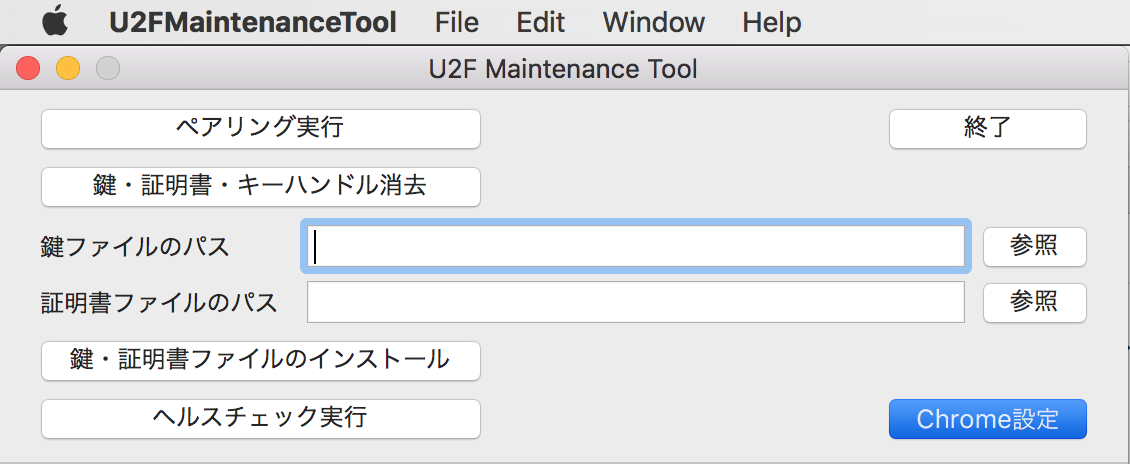 U2FMaintenanceTool File Edit Window Help
U2F Maintenance Tool
ペアリング実行 終了
鍵・証明書・キーハンドル消去
鍵ファイルのパス 参照
証明書ファイルのパス 参照
鍵・証明書ファイルのインストール
ヘルスチェック実行 Chrome設定